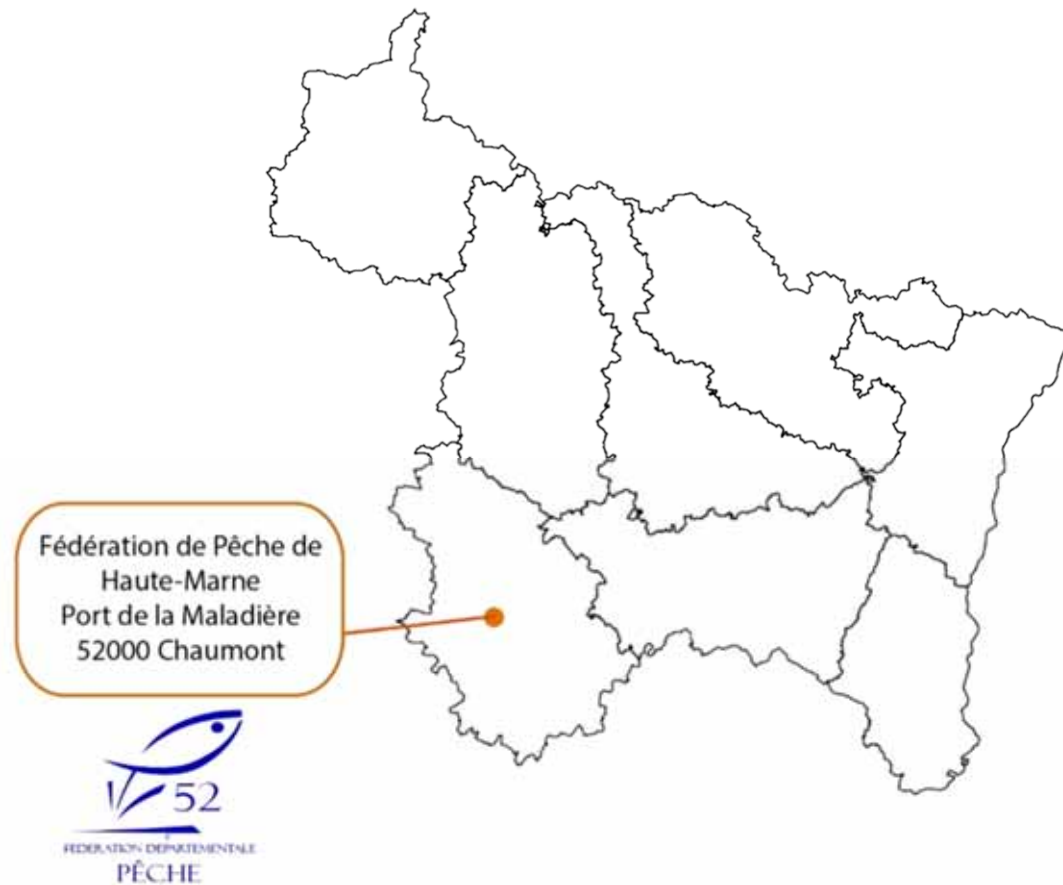 Fédération de Pêche de
Haute-Marne
Port de la Maladière
52000 Chaumont
52
FEDERATION DEPARTEMENTALE
PÊCHE